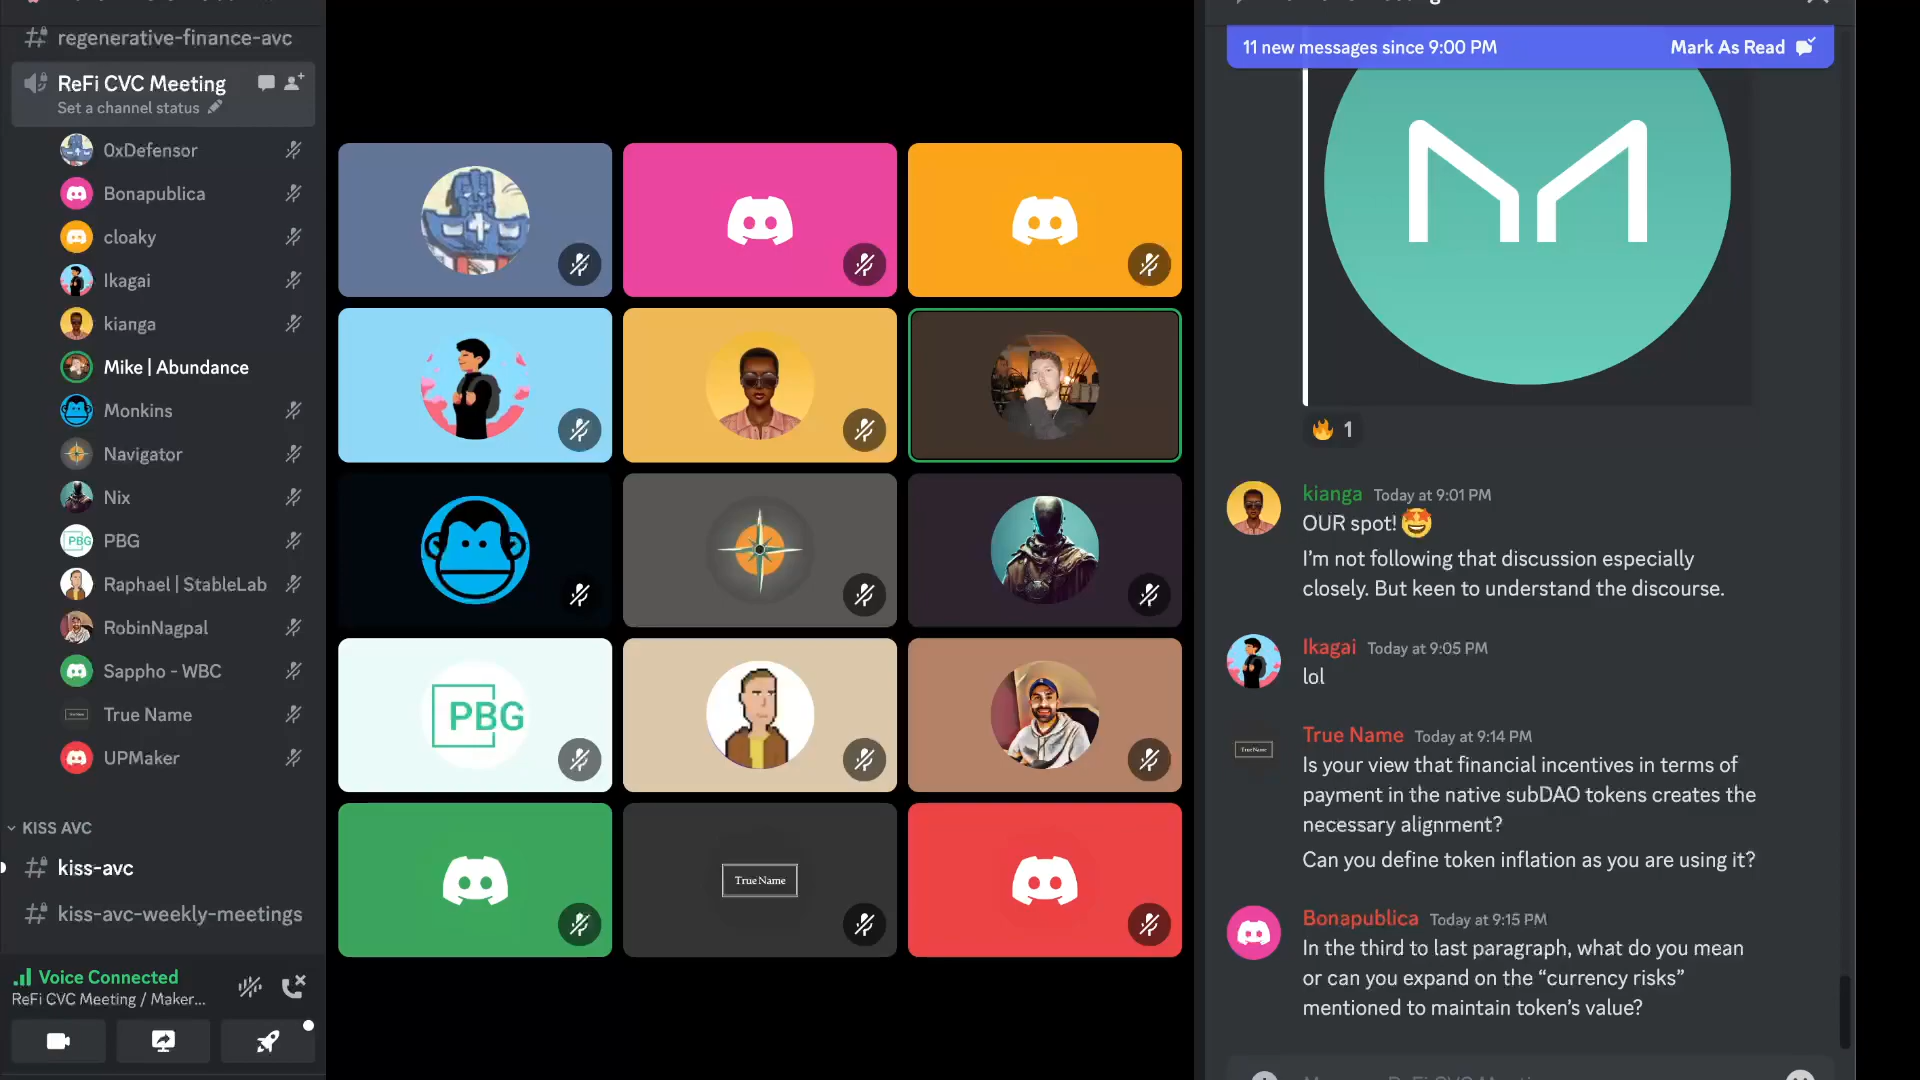 regenerative-finance-avc
ReFi CVC Meeting
Set a channel status
0xDefensor
Bonapublica
cloaky
Ikagai
kianga
Mike | Abundance
Monkins
Navigator
Nix
PBG
PBG
Raphael | StableLab
RobinNagpal
Sappho - WBC
True Name
UPMaker
KISS AVC
kiss-avc
kiss-avc-weekly-meetings
Voice Connected
ReFi CVC Meeting / Maker...
PBG
True Name
11 new messages since 9:00 PM
Mark As Read
1
kianga Today at 9:01 PM
OUR spot!
I'm not following that discussion especially
closely. But keen to understand the discourse.
Ikagai Today at 9:05 PM
lol
True Name Today at 9:14 PM
True Name
Is your view that financial incentives in terms of
payment in the native subDAO tokens creates the
necessary alignment?
Can you define token inflation as you are using it?
Bonapublica Today at 9:15 PM
In the third to last paragraph, what do you mean
or can you expand on the “currency risks”
mentioned to maintain token's value?